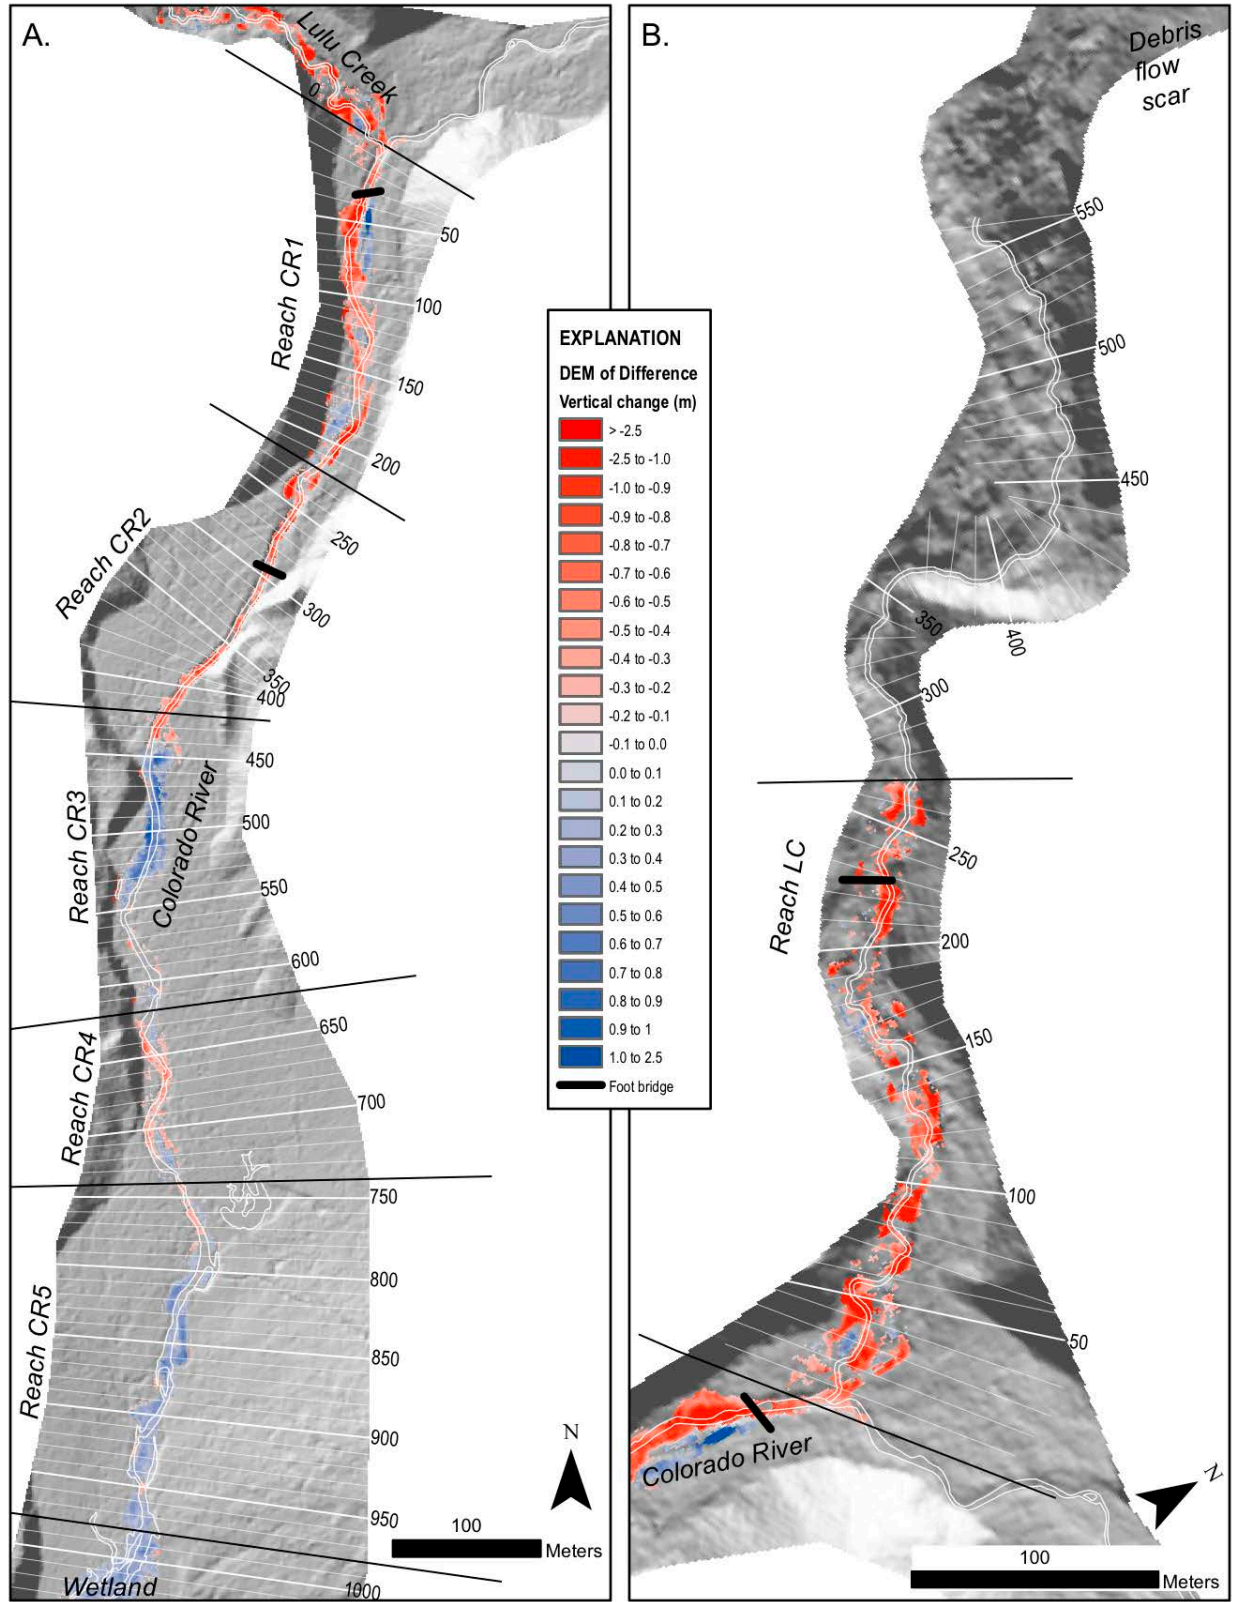 A.
Lulu Creek
0
50
100
150
200
250
300
350
400
450
500
550
600
650
700
750
800
850
900
950
1000
Reach CR1
Reach CR2
Reach CR3
Reach CR4
Reach CR5
Colorado River
Wetland
N
100
Meters
EXPLANATION
DEM of Difference
Vertical change (m)
> -2.5
-2.5 to -1.0
-1.0 to -0.9
-0.9 to -0.8
-0.8 to -0.7
-0.7 to -0.6
-0.6 to -0.5
-0.5 to -0.4
-0.4 to -0.3
-0.3 to -0.2
-0.2 to -0.1
-0.1 to 0.0
0.0 to 0.1
0.1 to 0.2
0.2 to 0.3
0.3 to 0.4
0.4 to 0.5
0.5 to 0.6
0.6 to 0.7
0.7 to 0.8
0.8 to 0.9
0.9 to 1
1.0 to 2.5
Foot bridge
B.
Debris
flow
scar
550
500
450
400
350
300
250
200
150
100
50
Reach LC
Colorado River
N
100
Meters